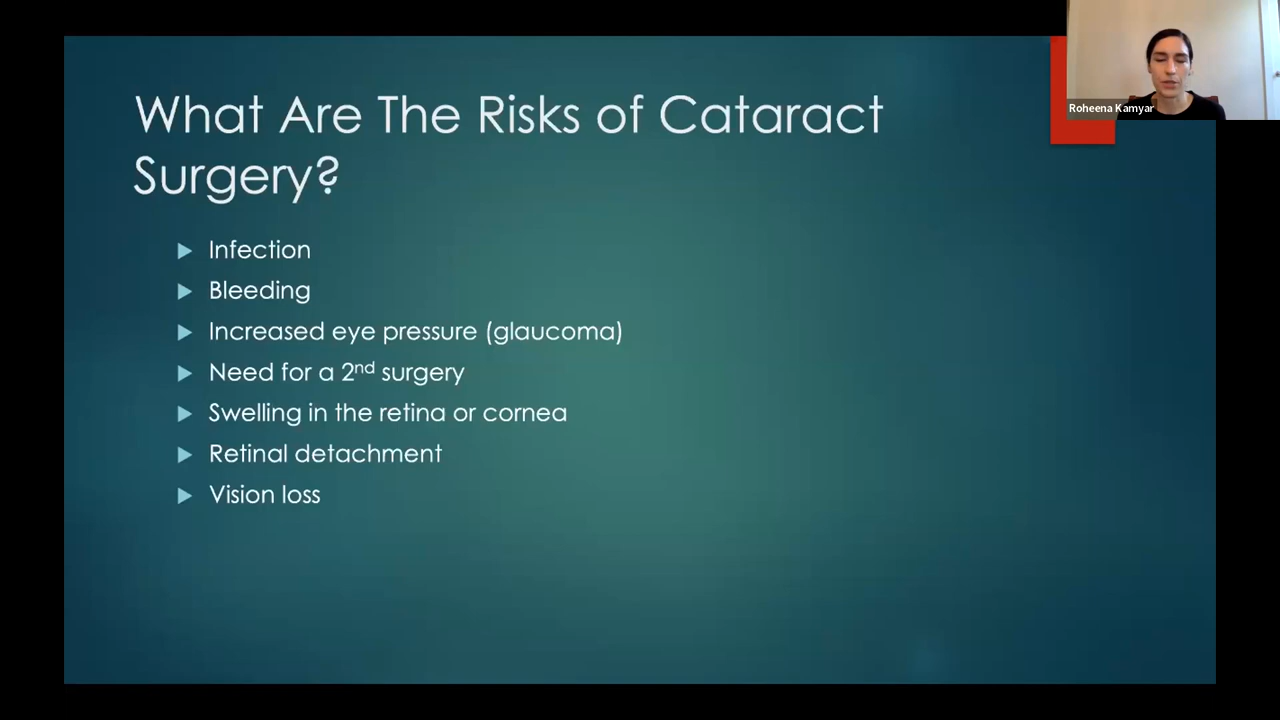 What Are The Risks of Cataract
Surgery?
Roheena Kamyar
Infection
Bleeding
Increased eye pressure (glaucoma)
Need for a 2nd surgery
Swelling in the retina or cornea
Retinal detachment
Vision loss